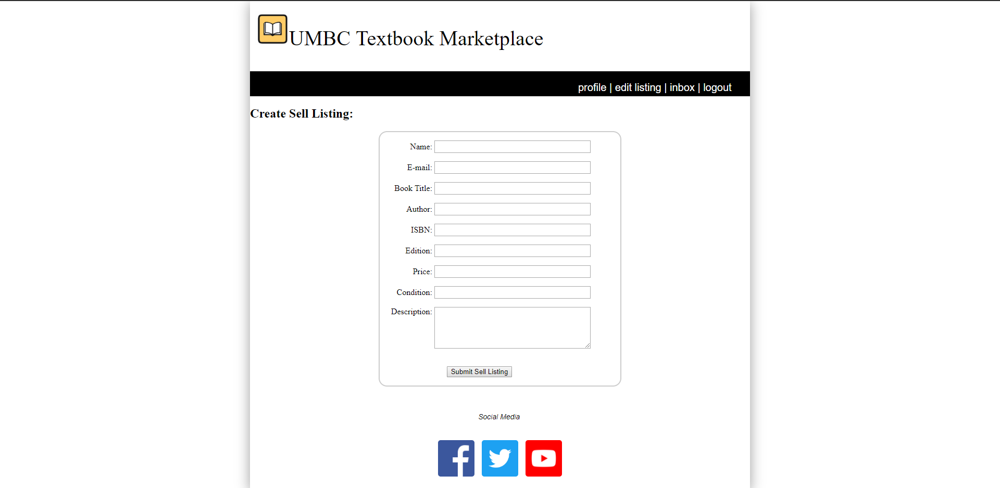 UMBC Textbook Marketplace
profile | edit listing | inbox | logout
Create Sell Listing:
Name:
E-mail:
Book Title:
Author:
ISBN:
Edition:
Price:
Condition:
Description:
Submit Sell Listing
Social Media